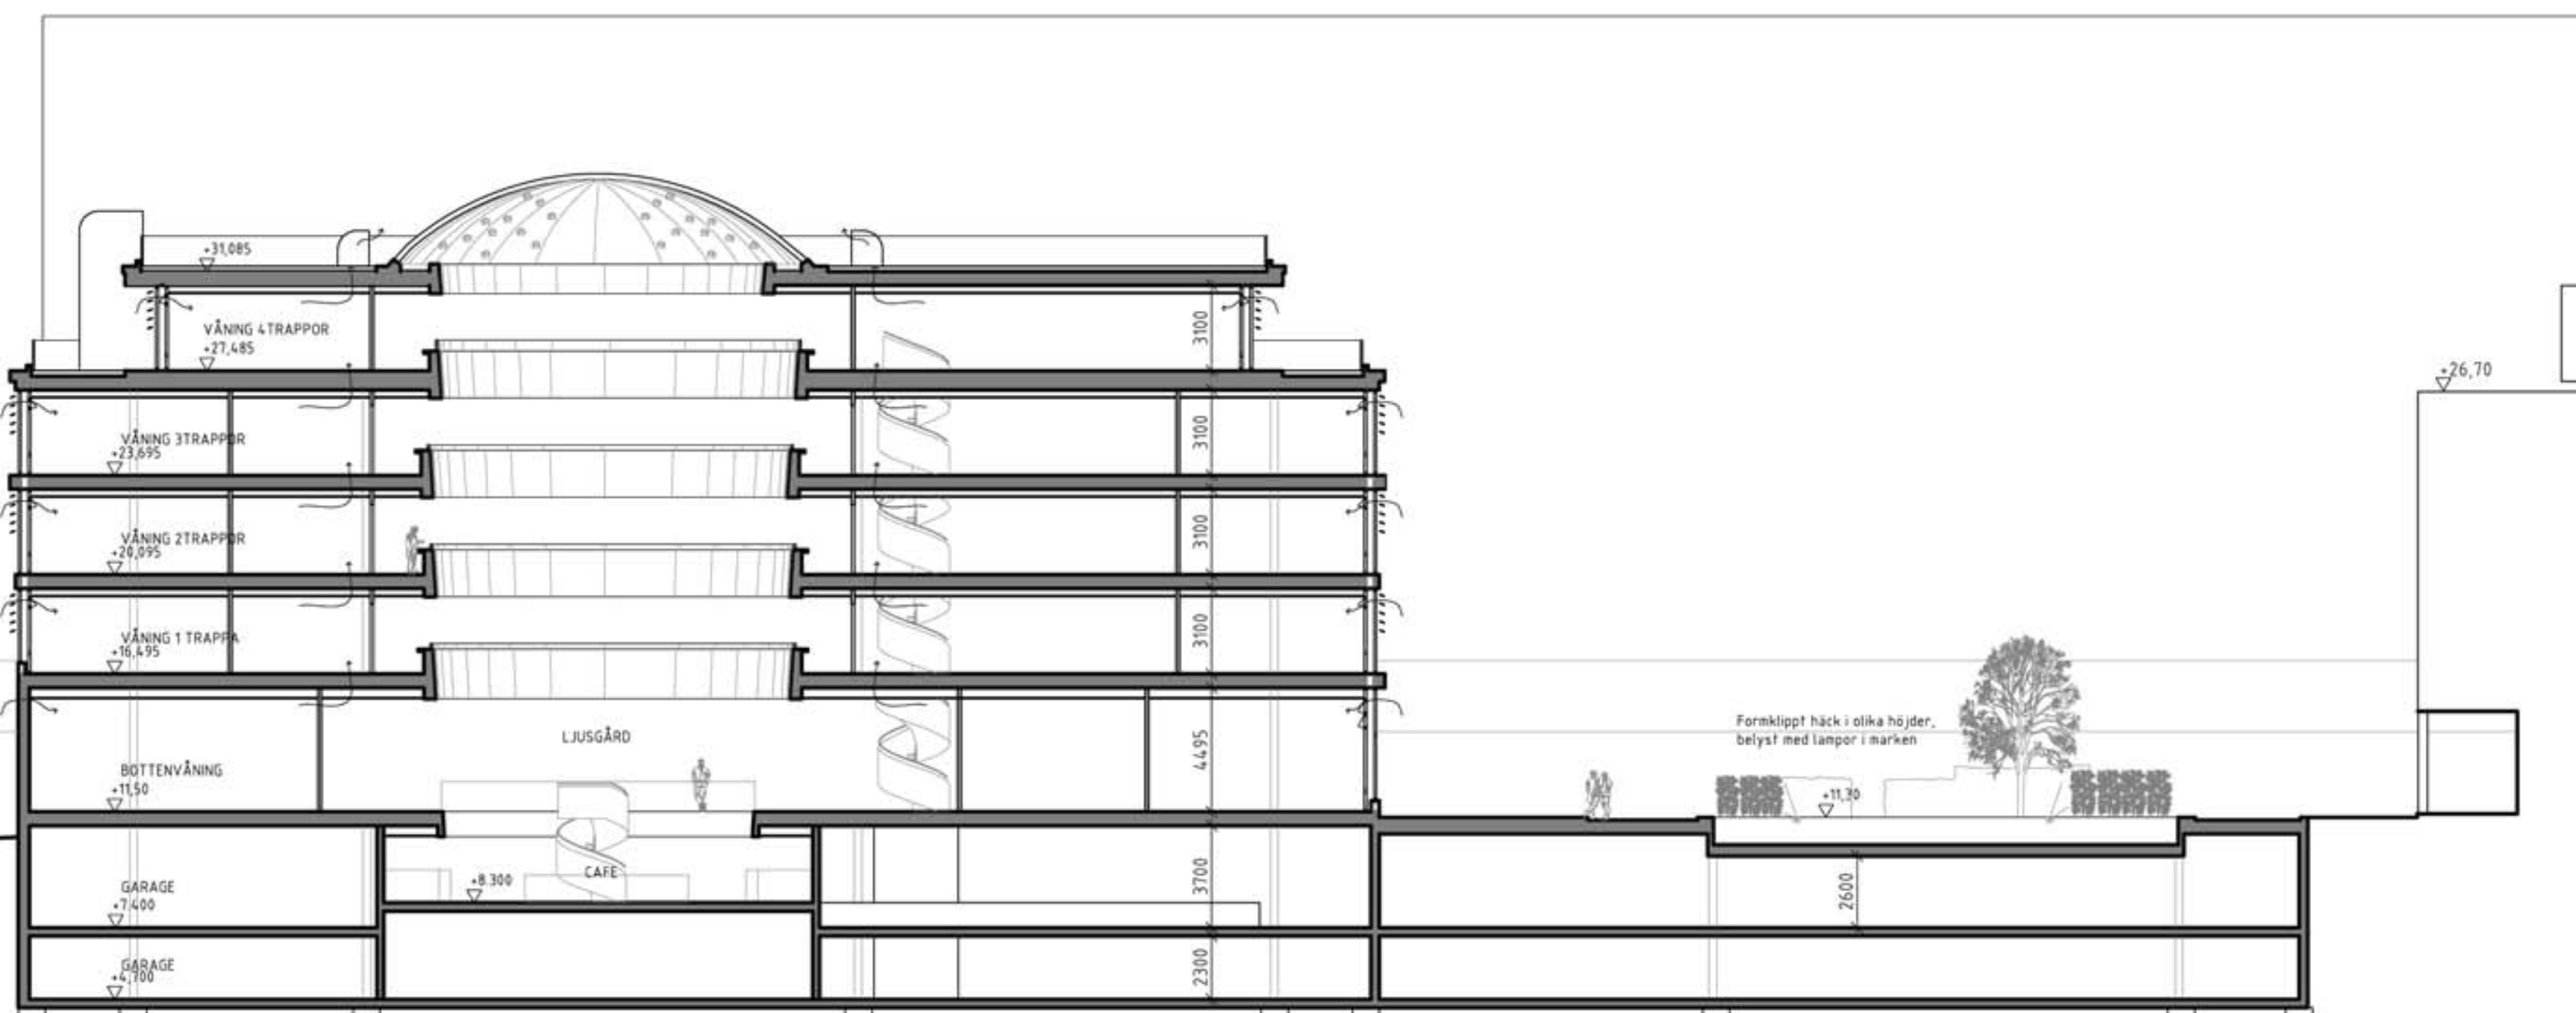 +31,085
VÅNING 4TRAPPOR
+27,485
3100
+26,70
VÅNING 3TRAPPOR
+23,695
3100
VÅNING 2TRAPPOR
+20,095
3100
VÅNING 1 TRAPPA
+16,495
3100
LJUSGÅRD
4495
Formklippt häck i olika höjder,
belyst med lampor i marken
BOTTENVÅNING
+11,50
+11,30
CAFE
+8.300
3700
2600
GARAGE
+7,400
GARAGE
+4,700
2300